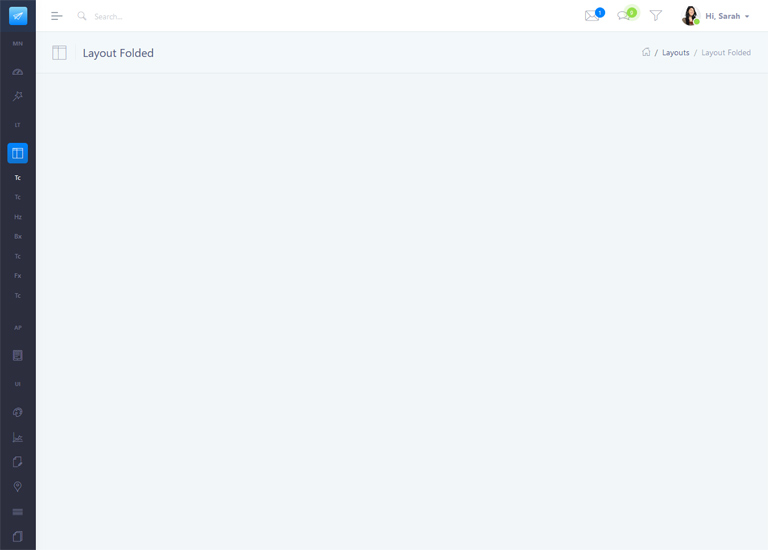 Search...
1
8
Hi, Sarah
Layout Folded
/ Layouts / Layout Folded
MN
LT
Tc
Tc
Hz
Bx
Tc
Fx
Tc
AP
UI